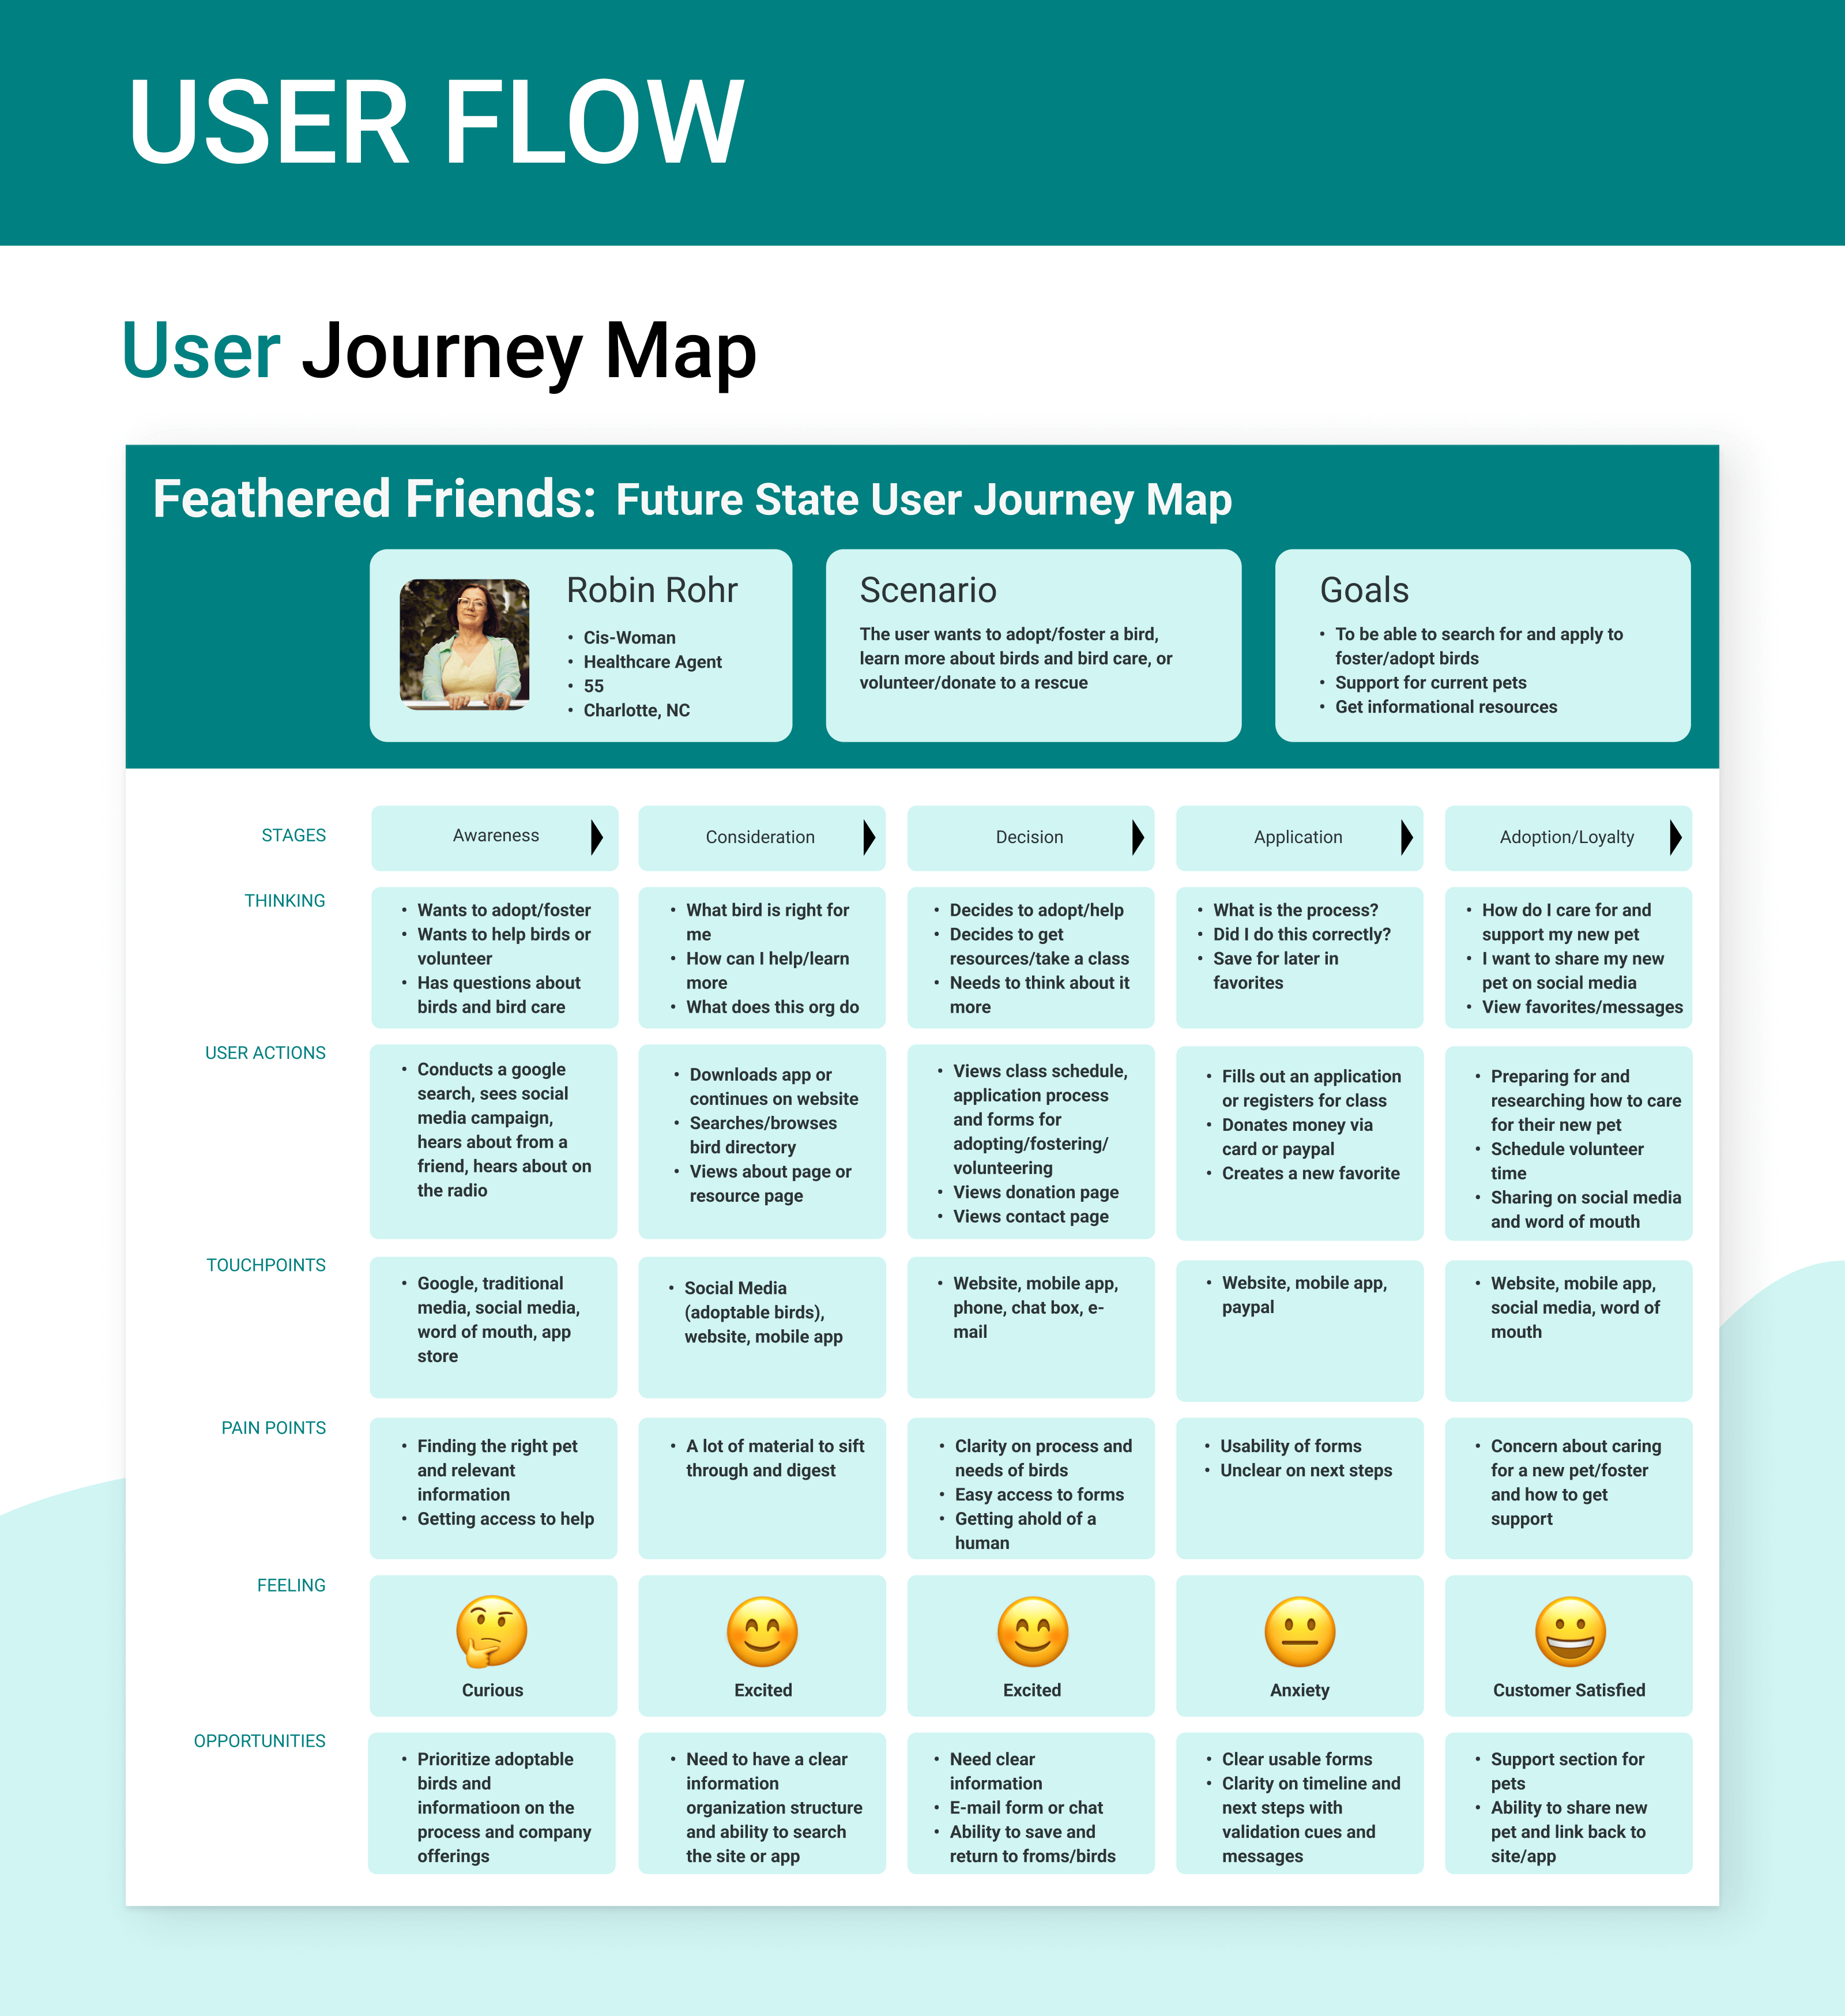 USER FLOW
User Journey Map
Feathered Friends: Future State User Journey Map
Robin Rohr
• Cis-Woman
• Healthcare Agent
• 55
• Charlotte, NC
Scenario
The user wants to adopt/foster a bird,
learn more about birds and bird care, or
volunteer/donate to a rescue
Goals
• To be able to search for and apply to
foster/adopt birds
• Support for current pets
• Get informational resources
STAGES
Awareness
Consideration
Decision
Application
Adoption/Loyalty
THINKING
• Wants to adopt/foster
• Wants to help birds or
volunteer
• Has questions about
birds and bird care
• What bird is right for
me
• How can I help/learn
more
• What does this org do
• Decides to adopt/help
• Decides to get
resources/take a class
• Needs to think about it
more
• What is the process?
• Did I do this correctly?
• Save for later in
favorites
• How do I care for and
support my new pet
• I want to share my new
pet on social media
• View favorites/messages
USER ACTIONS
• Conducts a google
search, sees social
media campaign,
hears about from a
friend, hears about on
the radio
• Downloads app or
continues on website
• Searches/browses
bird directory
• Views about page or
resource page
• Views class schedule,
application process
and forms for
adopting/fostering/
volunteering
• Views donation page
• Views contact page
• Fills out an application
or registers for class
• Donates money via
card or paypal
• Creates a new favorite
• Preparing for and
researching how to care
for their new pet
• Schedule volunteer
time
• Sharing on social media
and word of mouth
TOUCHPOINTS
• Google, traditional
media, social media,
word of mouth, app
store
• Social Media
(adoptable birds),
website, mobile app
• Website, mobile app,
phone, chat box, e-
mail
• Website, mobile app,
paypal
• Website, mobile app,
social media, word of
mouth
PAIN POINTS
• Finding the right pet
and relevant
information
• Getting access to help
• A lot of material to sift
through and digest
• Clarity on process and
needs of birds
• Easy access to forms
• Getting ahold of a
human
• Usability of forms
• Unclear on next steps
• Concern about caring
for a new pet/foster
and how to get
support
FEELING
Curious
Excited
Excited
Anxiety
Customer Satisfied
OPPORTUNITIES
• Prioritize adoptable
birds and
informatioon on the
process and company
offerings
• Need to have a clear
information
organization structure
and ability to search
the site or app
• Need clear
information
• E-mail form or chat
• Ability to save and
return to froms/birds
• Clear usable forms
• Clarity on timeline and
next steps with
validation cues and
messages
• Support section for
pets
• Ability to share new
pet and link back to
site/app